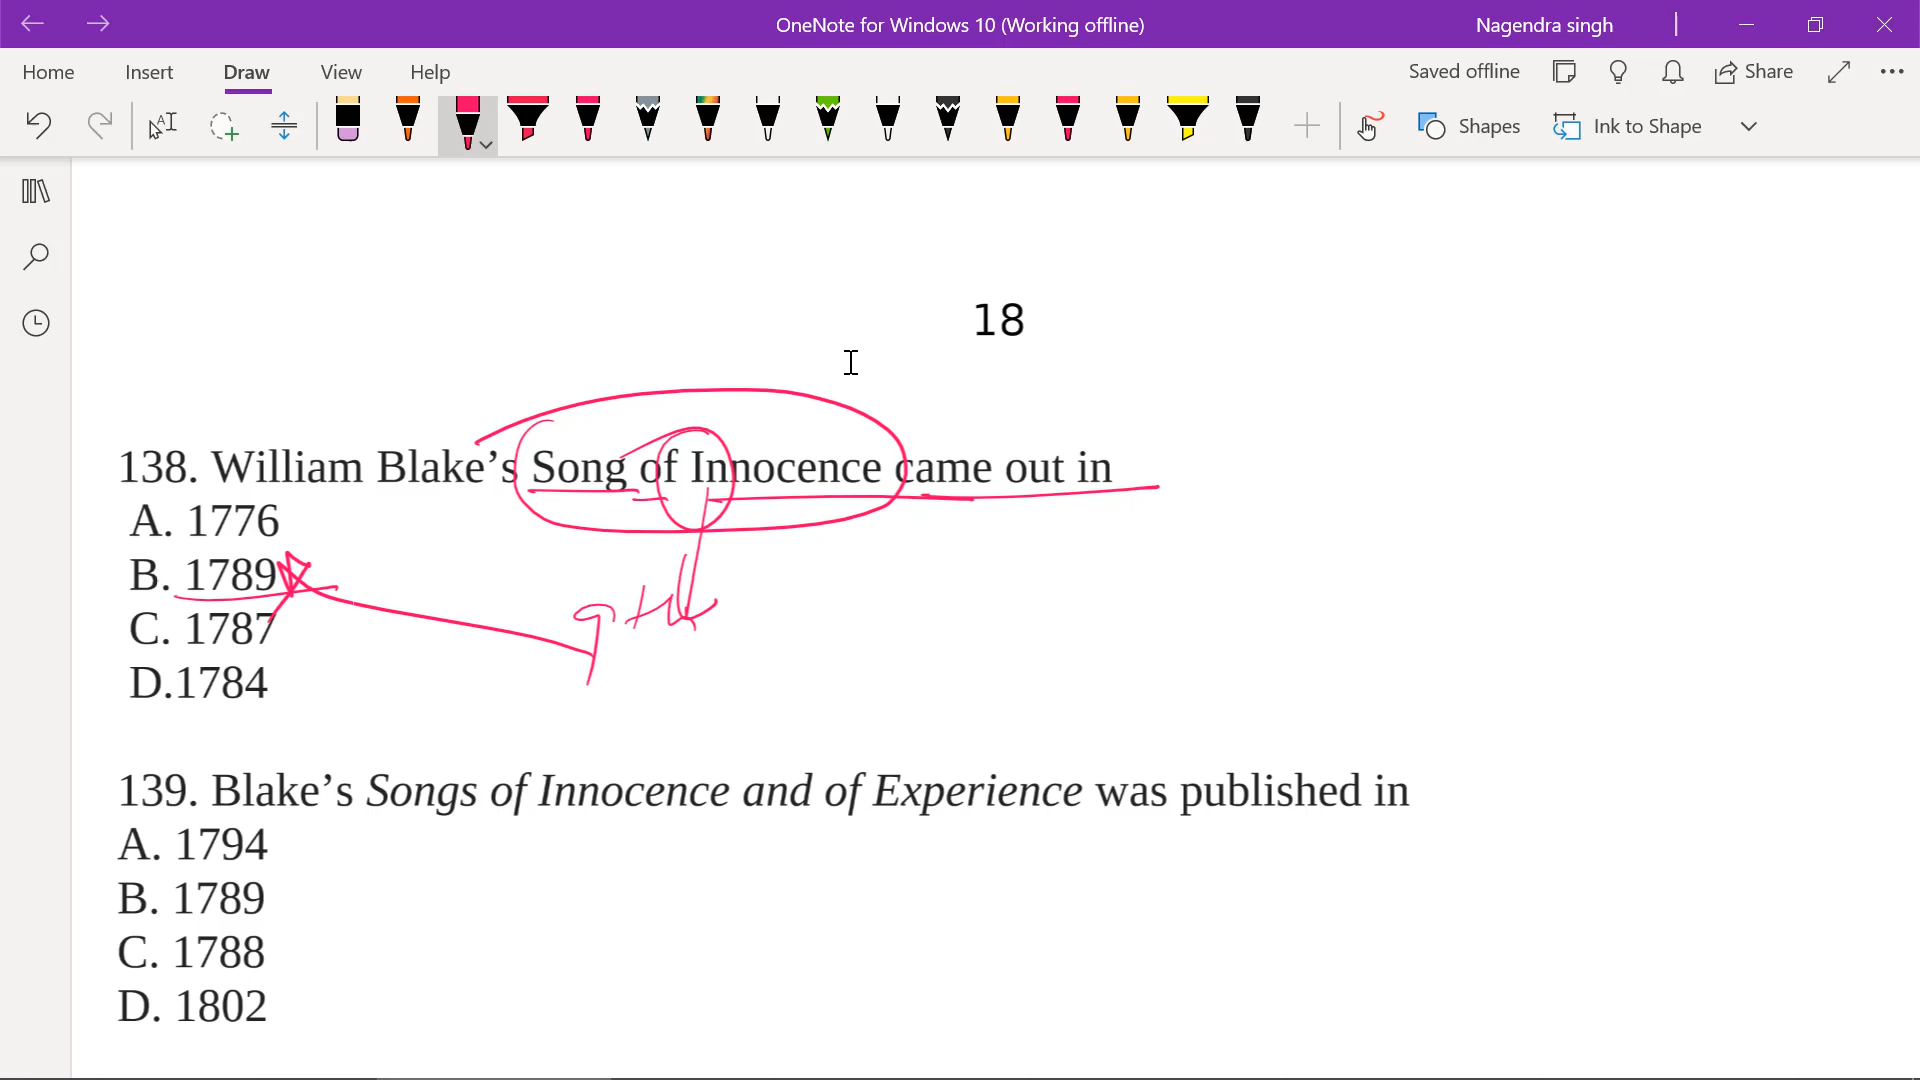 OneNote for Windows 10 (Working offline)
Nagendra singh
Home Insert Draw View Help
Saved offline
Share
Shapes
Ink to Shape
18
138. William Blake’s Song of Innocence came out in
A. 1776
B. 1789
C. 1787
D.1784
139. Blake’s Songs of Innocence and of Experience was published in
A. 1794
B. 1789
C. 1788
D. 1802